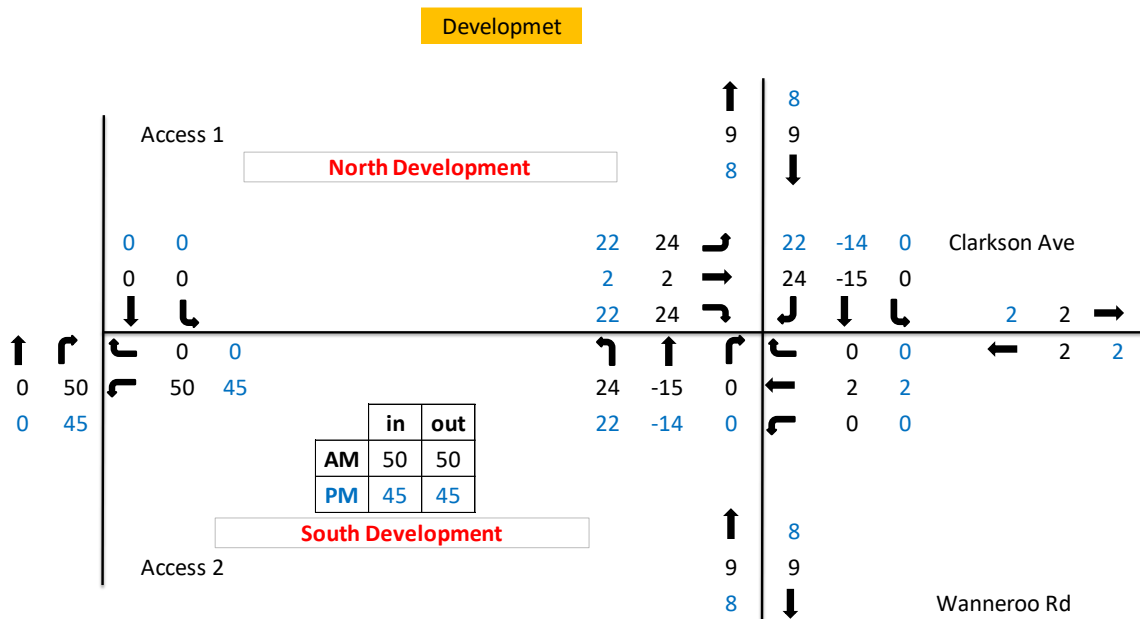 Developmet
8
Access 1 9 9
North Development 8
0 0 22 24 22 -14 0 Clarkson Ave
0 0 2 2 24 -15 0
22 24 2 2
0 0 0 0 2 2
0 50 50 45 24 -15 0 2 2
0 45 in out 22 -14 0 0 0
AM 50 50
PM 45 45
South Development 8
Access 2 9 9
8 Wanneroo Rd